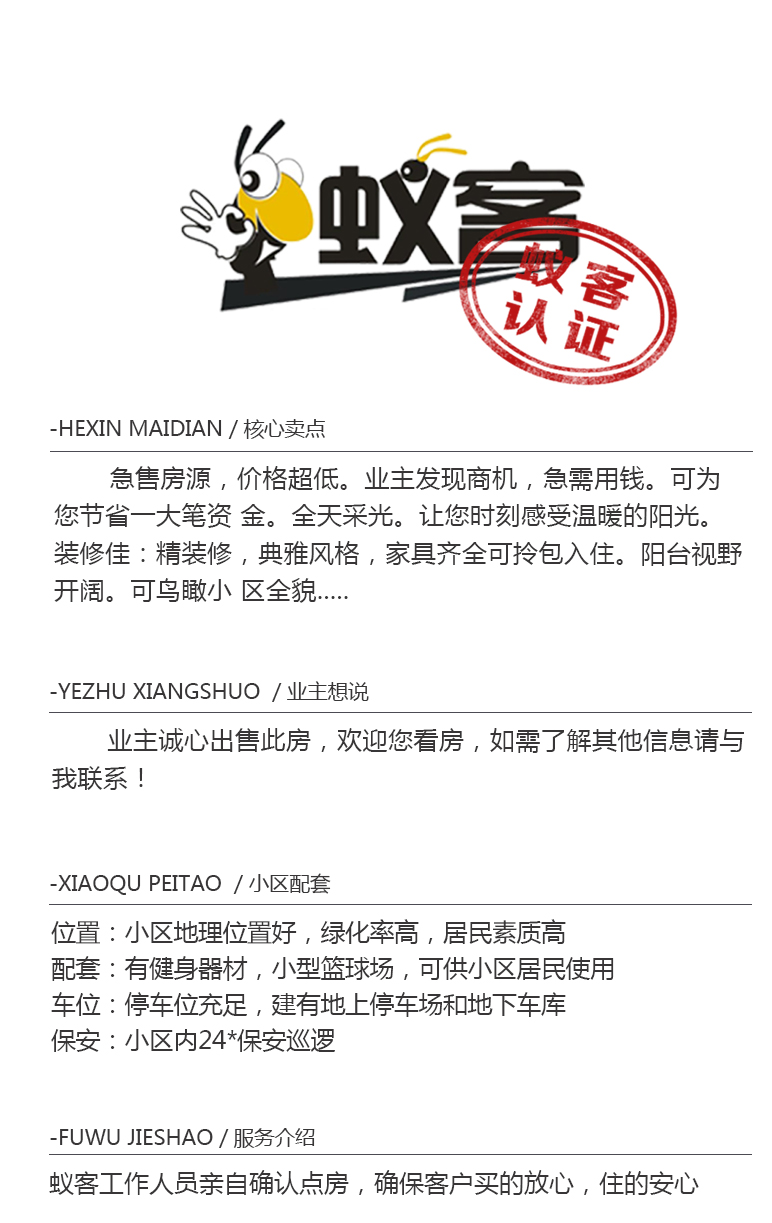 蚁客
蚁客
认证
-HEXIN MAIDIAN / 核心卖点
急售房源，价格超低。业主发现商机，急需用钱。可为
您节省一大笔资 金。全天采光。让您时刻感受温暖的阳光。
装修佳：精装修，典雅风格，家具齐全可拎包入住。阳台视野
开阔。可鸟瞰小 区全貌.....
-YEZHU XIANGSHUO / 业主想说
业主诚心出售此房，欢迎您看房，如需了解其他信息请与
我联系！
-XIAOQU PEITAO / 小区配套
位置：小区地理位置好，绿化率高，居民素质高
配套：有健身器材，小型篮球场，可供小区居民使用
车位：停车位充足，建有地上停车场和地下车库
保安：小区内24*保安巡逻
-FUWU JIESHAO / 服务介绍
蚁客工作人员亲自确认点房，确保客户买的放心，住的安心